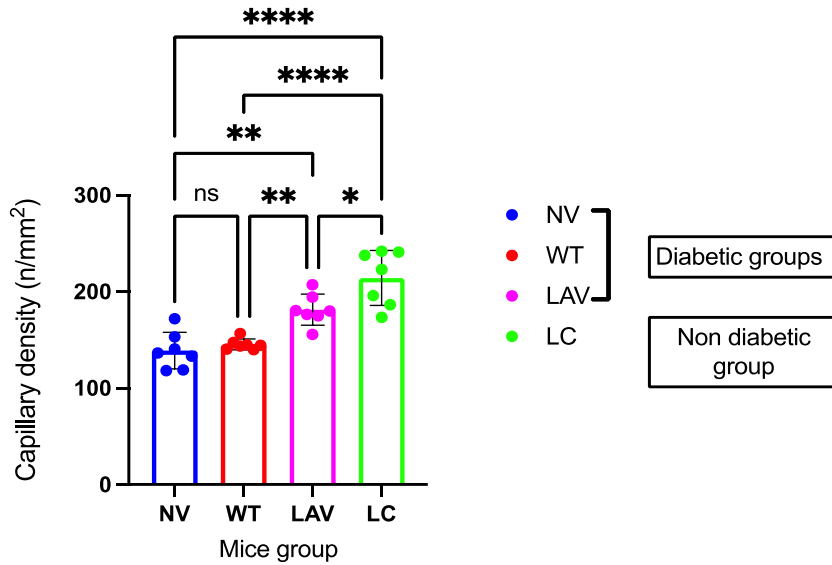 ****
****
**
ns
**
*
Capillary density (n/mm²)
300
200
100
0
NV
WT
LAV
LC
Mice group
NV
WT
LAV
LC
Diabetic groups
Non diabetic
group